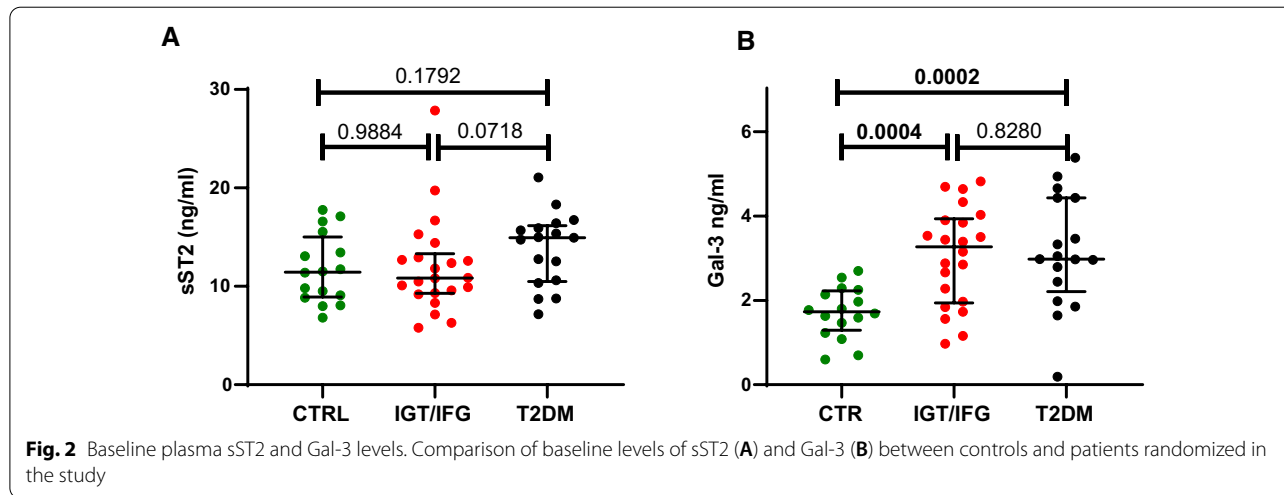 A
0.1792
0.9884
0.0718
30
20
10
0
sST2 (ng/ml)
CTRL IGT/IFG T2DM
B
0.0002
0.0004
0.8280
6
4
2
0
Gal-3 ng/ml
CTR IGT/IFG T2DM
Fig. 2 Baseline plasma sST2 and Gal-3 levels. Comparison of baseline levels of sST2 (A) and Gal-3 (B) between controls and patients randomized in
the study